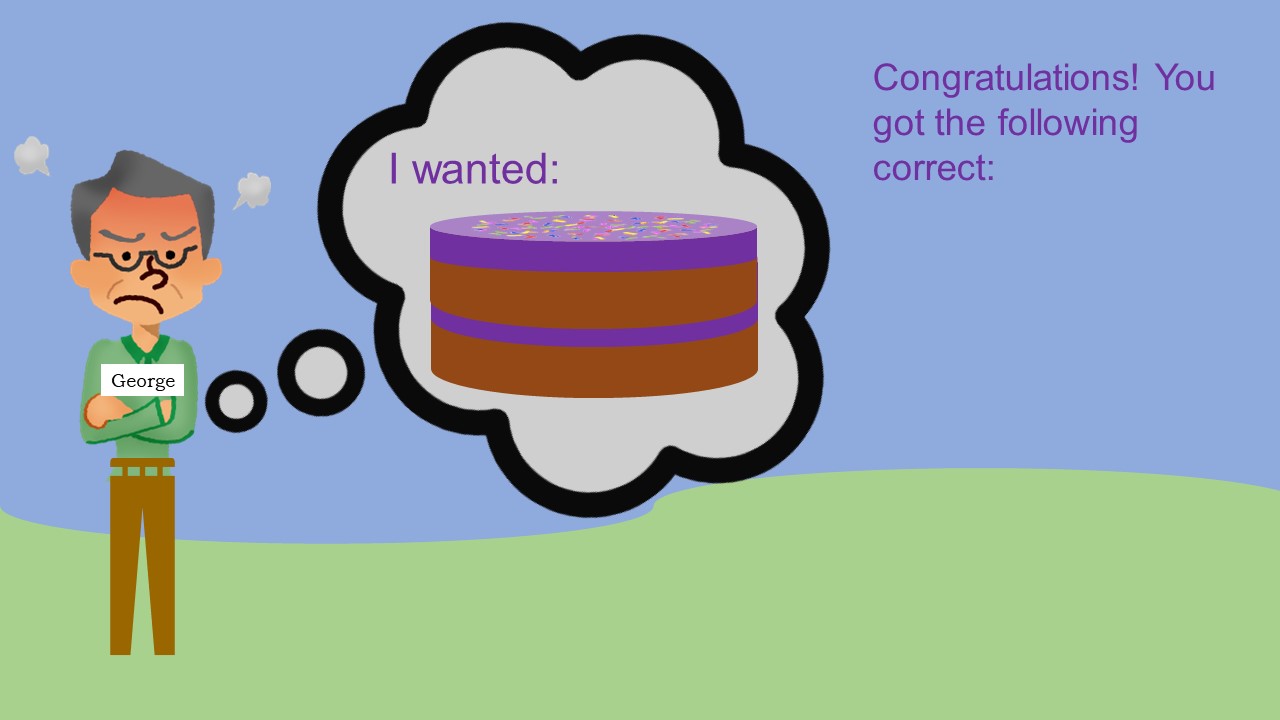 I wanted:
George
Congratulations! You
got the following
correct: